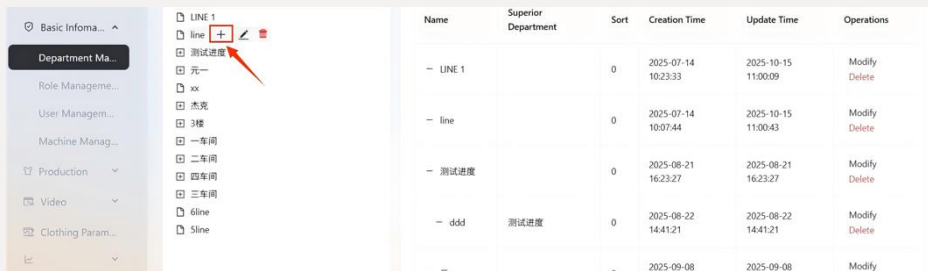 Basic Infoma...
Department Ma...
Role Manageme...
User Managem...
Machine Manag...
Production
Video
Clothing Param...
LINE 1
line
测试进度
元一
xx
杰克
3楼
一车间
二车间
四车间
三车间
6line
5line
Name Superior Department Sort Creation Time Update Time Operations
LINE 1 0 2025-07-14 10:23:33 2025-10-15 11:00:09 Modify Delete
line 0 2025-07-14 10:07:44 2025-10-15 11:00:43 Modify Delete
测试进度 0 2025-08-21 16:23:27 2025-08-21 16:23:27 Modify Delete
ddd 测试进度 0 2025-08-22 14:41:21 2025-08-22 14:41:21 Modify Delete
2025-09-08 2025-09-08 Modify